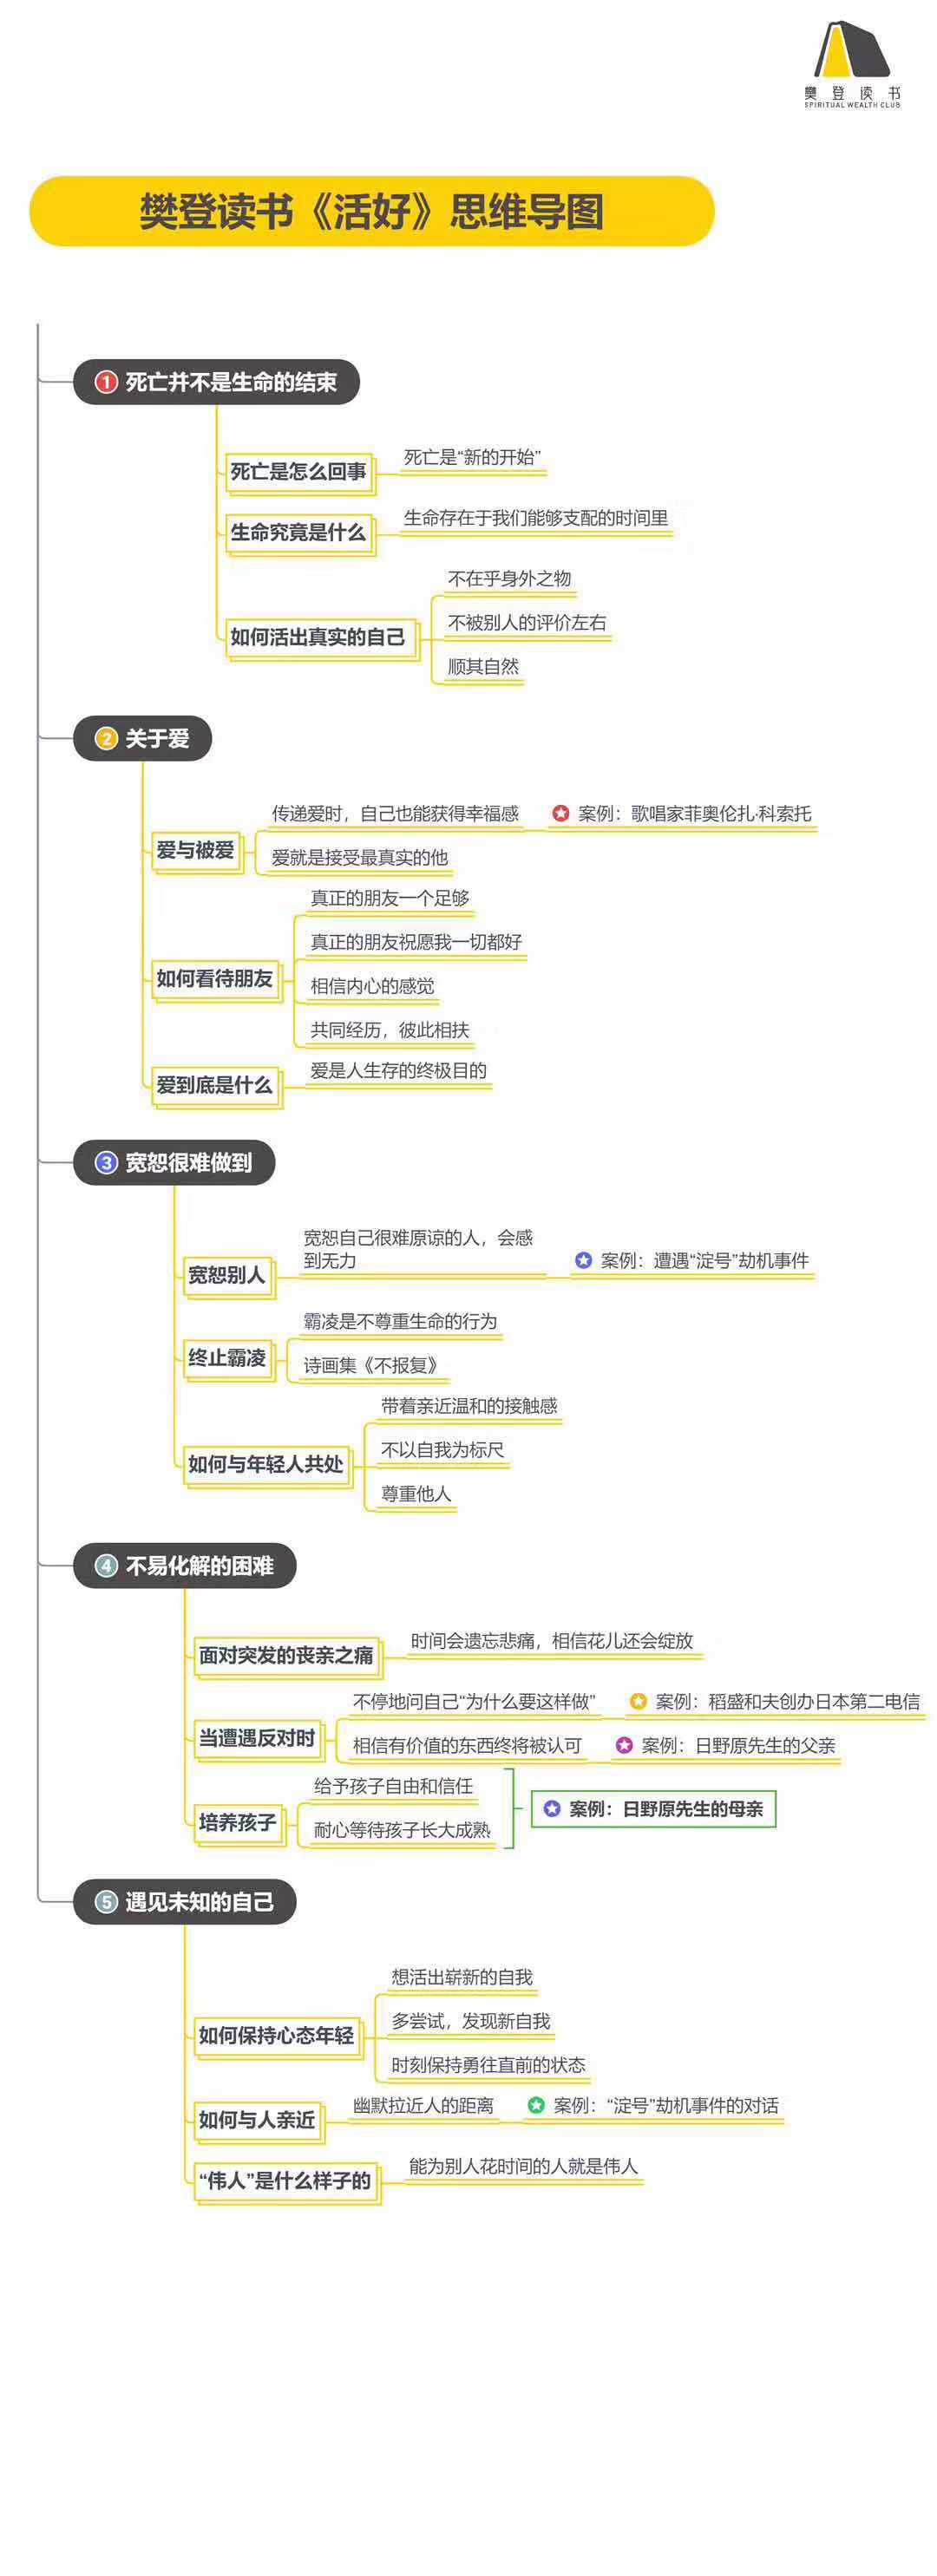 樊登读书
SPIRITUAL WEALTH CLUB
樊登读书《活好》思维导图
1 死亡并不是生命的结束
死亡是怎么回事
死亡是“新的开始”
生命究竟是什么
生命存在于我们能够支配的时间里
如何活出真实的自己
不在乎身外之物
不被别人的评价左右
顺其自然
2 关于爱
爱与被爱
传递爱时，自己也能获得幸福感
案例：歌唱家菲奥伦扎·科索托
爱就是接受最真实的他
如何看待朋友
真正的朋友一个足够
真正的朋友祝愿我一切都好
相信内心的感觉
共同经历，彼此相扶
爱到底是什么
爱是人生存的终极目的
3 宽恕很难做到
宽恕别人
宽恕自己很难原谅的人，会感
到无力
案例：遭遇“淀号”劫机事件
终止霸凌
霸凌是不尊重生命的行为
诗画集《不报复》
如何与年轻人共处
带着亲近温和的接触感
不以自我为标尺
尊重他人
4 不易化解的困难
面对突发的丧亲之痛
时间会遗忘悲痛，相信花儿还会绽放
当遭遇反对时
不停地问自己“为什么要这样做”
案例：稻盛和夫创办日本第二电信
相信有价值的东西终将被认可
案例：日野原先生的父亲
培养孩子
给予孩子自由和信任
耐心等待孩子长大成熟
案例：日野原先生的母亲
5 遇见未知的自己
如何保持心态年轻
想活出崭新的自我
多尝试，发现新自我
时刻保持勇往直前的状态
如何与人亲近
幽默拉近人的距离
案例：“淀号”劫机事件的对话
“伟人”是什么样子的
能为别人花时间的人就是伟人